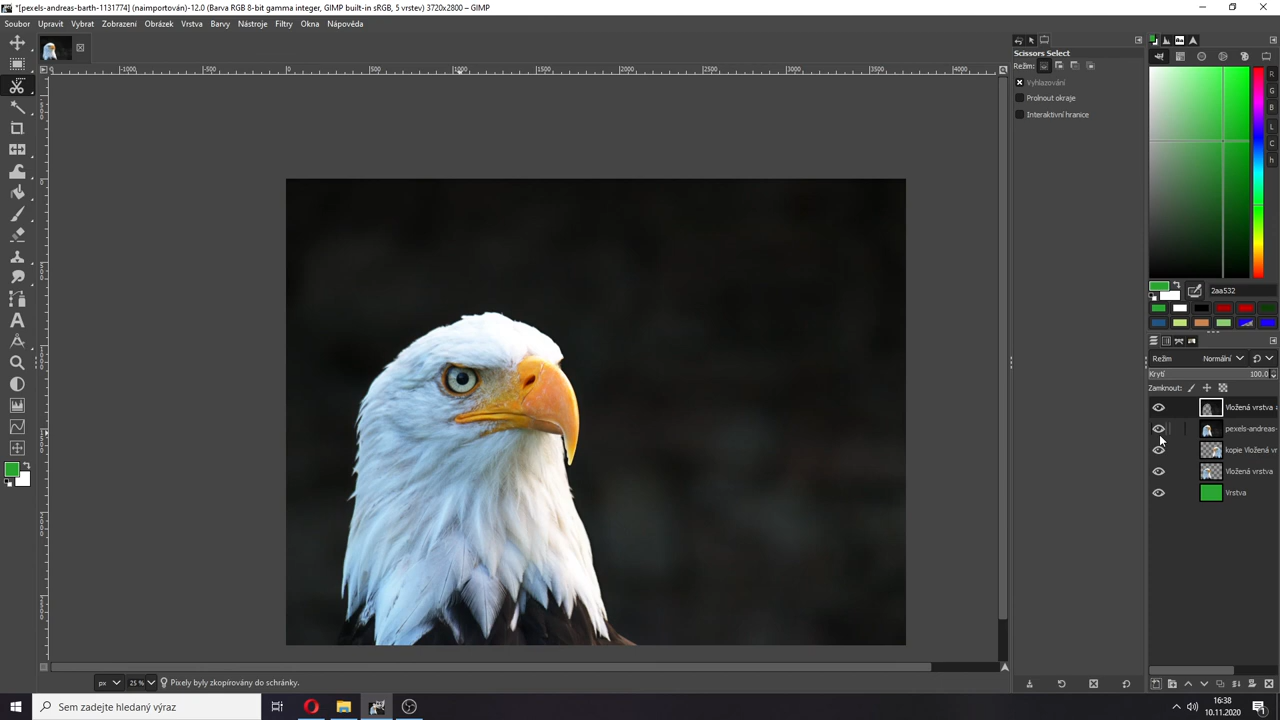 *[pexels-andreas-barth-1131774] (naimportován)-12.0 (Barva RGB 8-bit gamma integer, GIMP built-in sRGB, 5 vrstev) 3720x2800 – GIMP
Soubor Upravit Vybrat Zobrazení Obrázek Vrstva Barvy Nástroje Filtry Okna Nápověda
Scissors Select
Režim:
Vyhlazování
Prolnout okraje
Interaktivní hranice
R
G
B
L
C
h
2aa532
Režim Normální
Krytí 100.0
Zamknout:
Vložená vrstva
pexels-andreas-
kopie Vložená vr
Vložená vrstva
Vrstva
px 25 % Pixely byly zkopírovány do schránky.
Sem zadejte hledaný výraz
16:38
10.11.2020